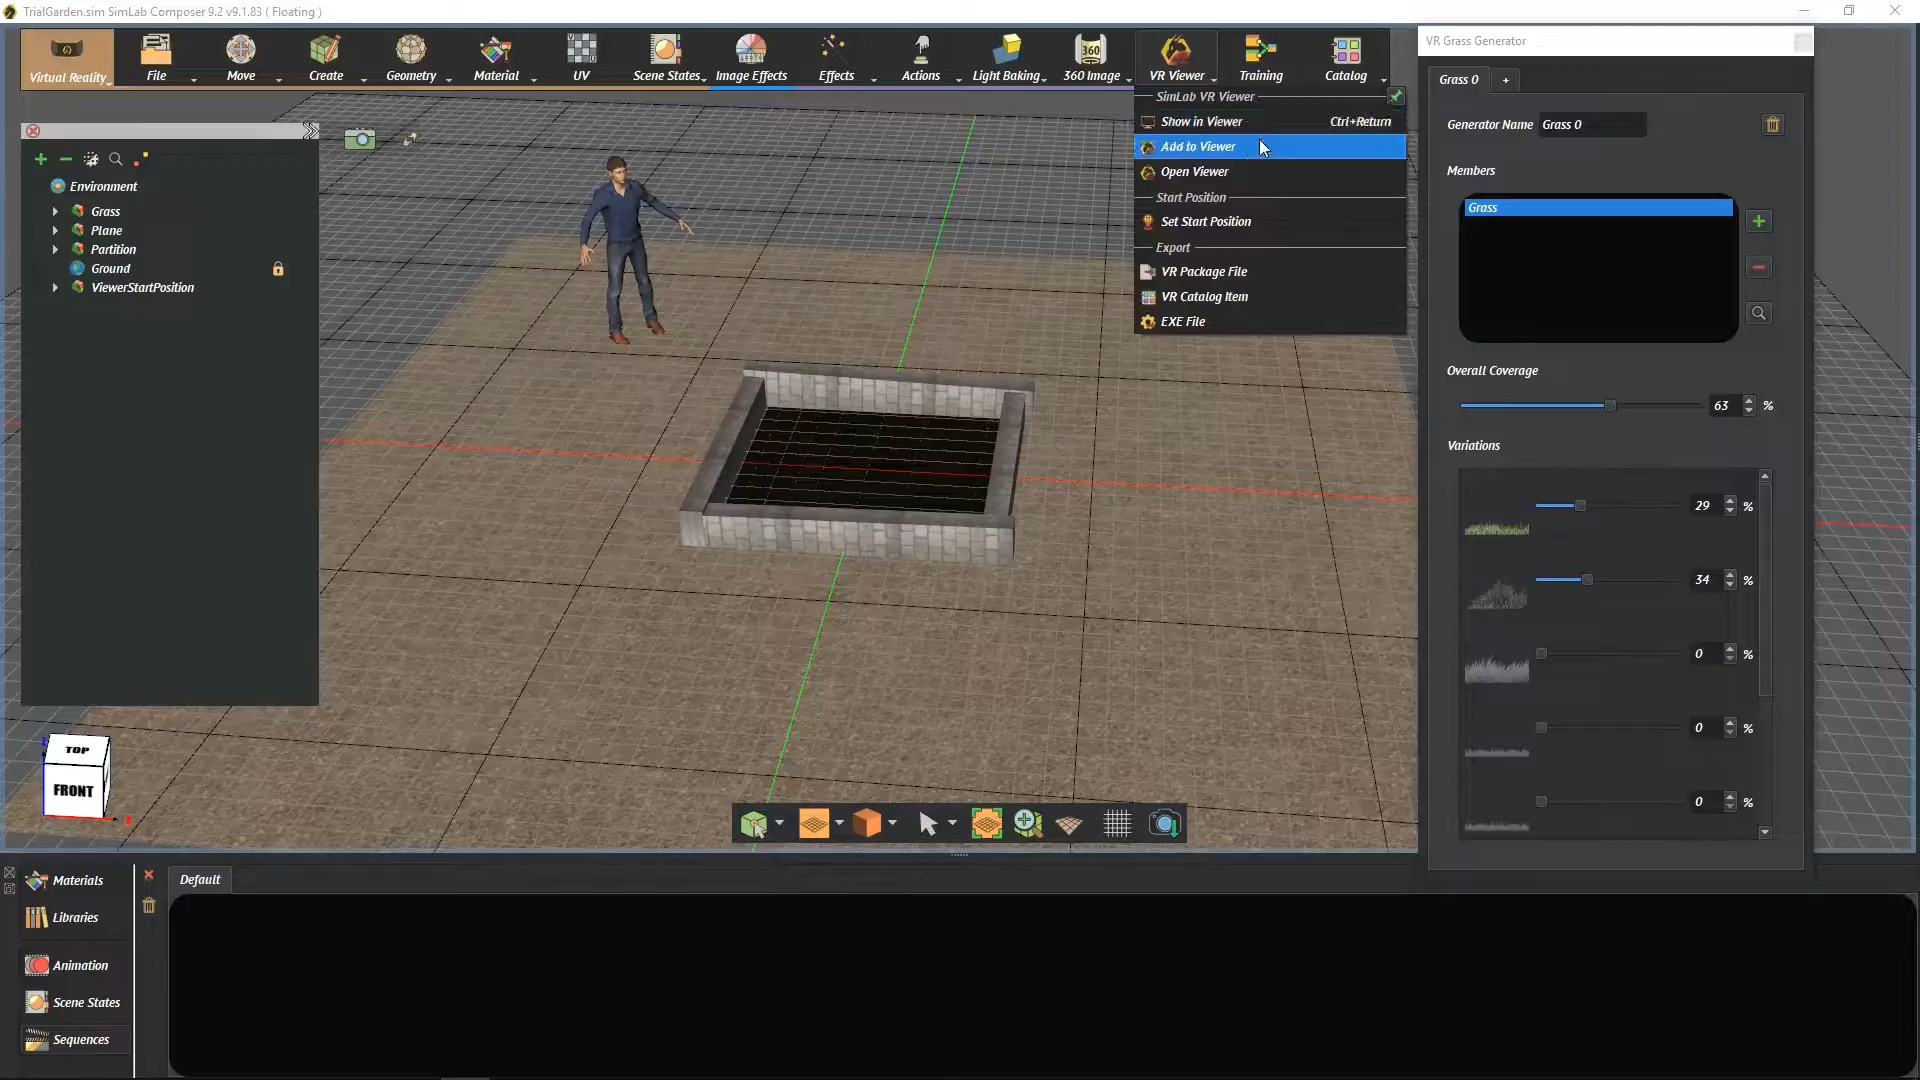 TrialGarden.sim SimLab Composer 9.2 v9.1.83 ( Floating )
Virtual Reality
File
Move
Create
Geometry
Material
UV
Scene States
Image Effects
Effects
Actions
Light Baking
360 Image
VR Viewer
Training
Catalog
360
SimLab VR Viewer
Show in Viewer Ctrl+Return
Add to Viewer
Open Viewer
Start Position
Set Start Position
Export
VR Package File
VR Catalog Item
EXE File
Environment
Grass
Plane
Partition
Ground
ViewerStartPosition
TOP
FRONT
VR Grass Generator
Grass 0
+
Generator Name Grass 0
Members
Grass
Overall Coverage
63 %
Variations
29 %
34 %
0 %
0 %
0 %
Materials
Libraries
Animation
Scene States
Sequences
Default